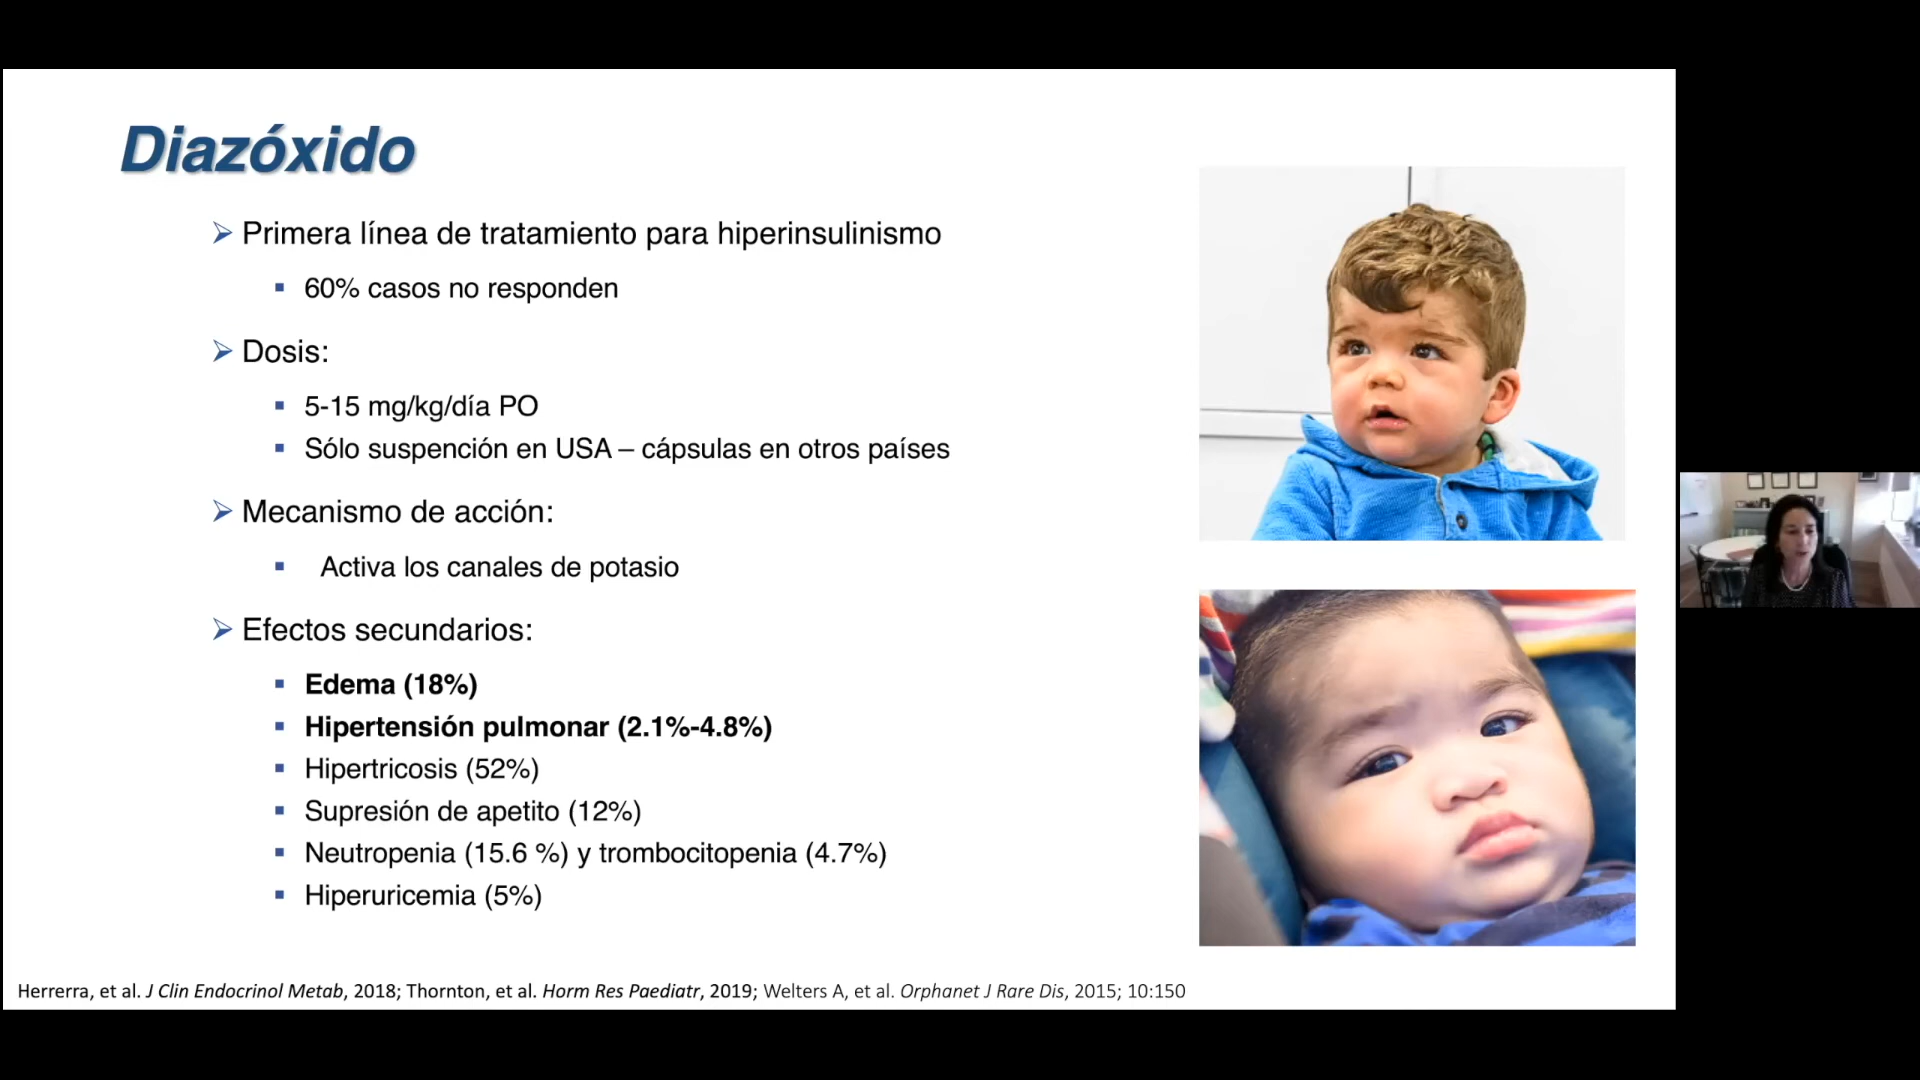 Diazóxido
Primera línea de tratamiento para hiperinsulinismo
60% casos no responden
Dosis:
5-15 mg/kg/día PO
Sólo suspención en USA – cápsulas en otros países
Mecanismo de acción:
Activa los canales de potasio
Efectos secundarios:
Edema (18%)
Hipertensión pulmonar (2.1%-4.8%)
Hipertricosis (52%)
Supresión de apetito (12%)
Neutropenia (15.6 %) y trombocitopenia (4.7%)
Hiperuricemia (5%)
Herrerra, et al. J Clin Endocrinol Metab, 2018; Thornton, et al. Horm Res Paediatr, 2019; Welters A, et al. Orphanet J Rare Dis, 2015; 10:150